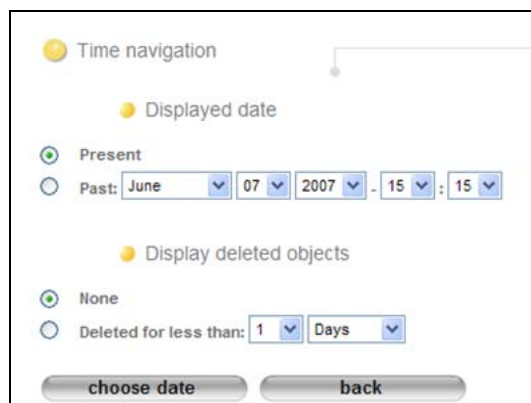 Time navigation
Displayed date
Present
Past: June 07 2007 - 15 : 15
Display deleted objects
None
Deleted for less than: 1 Days
choose date back